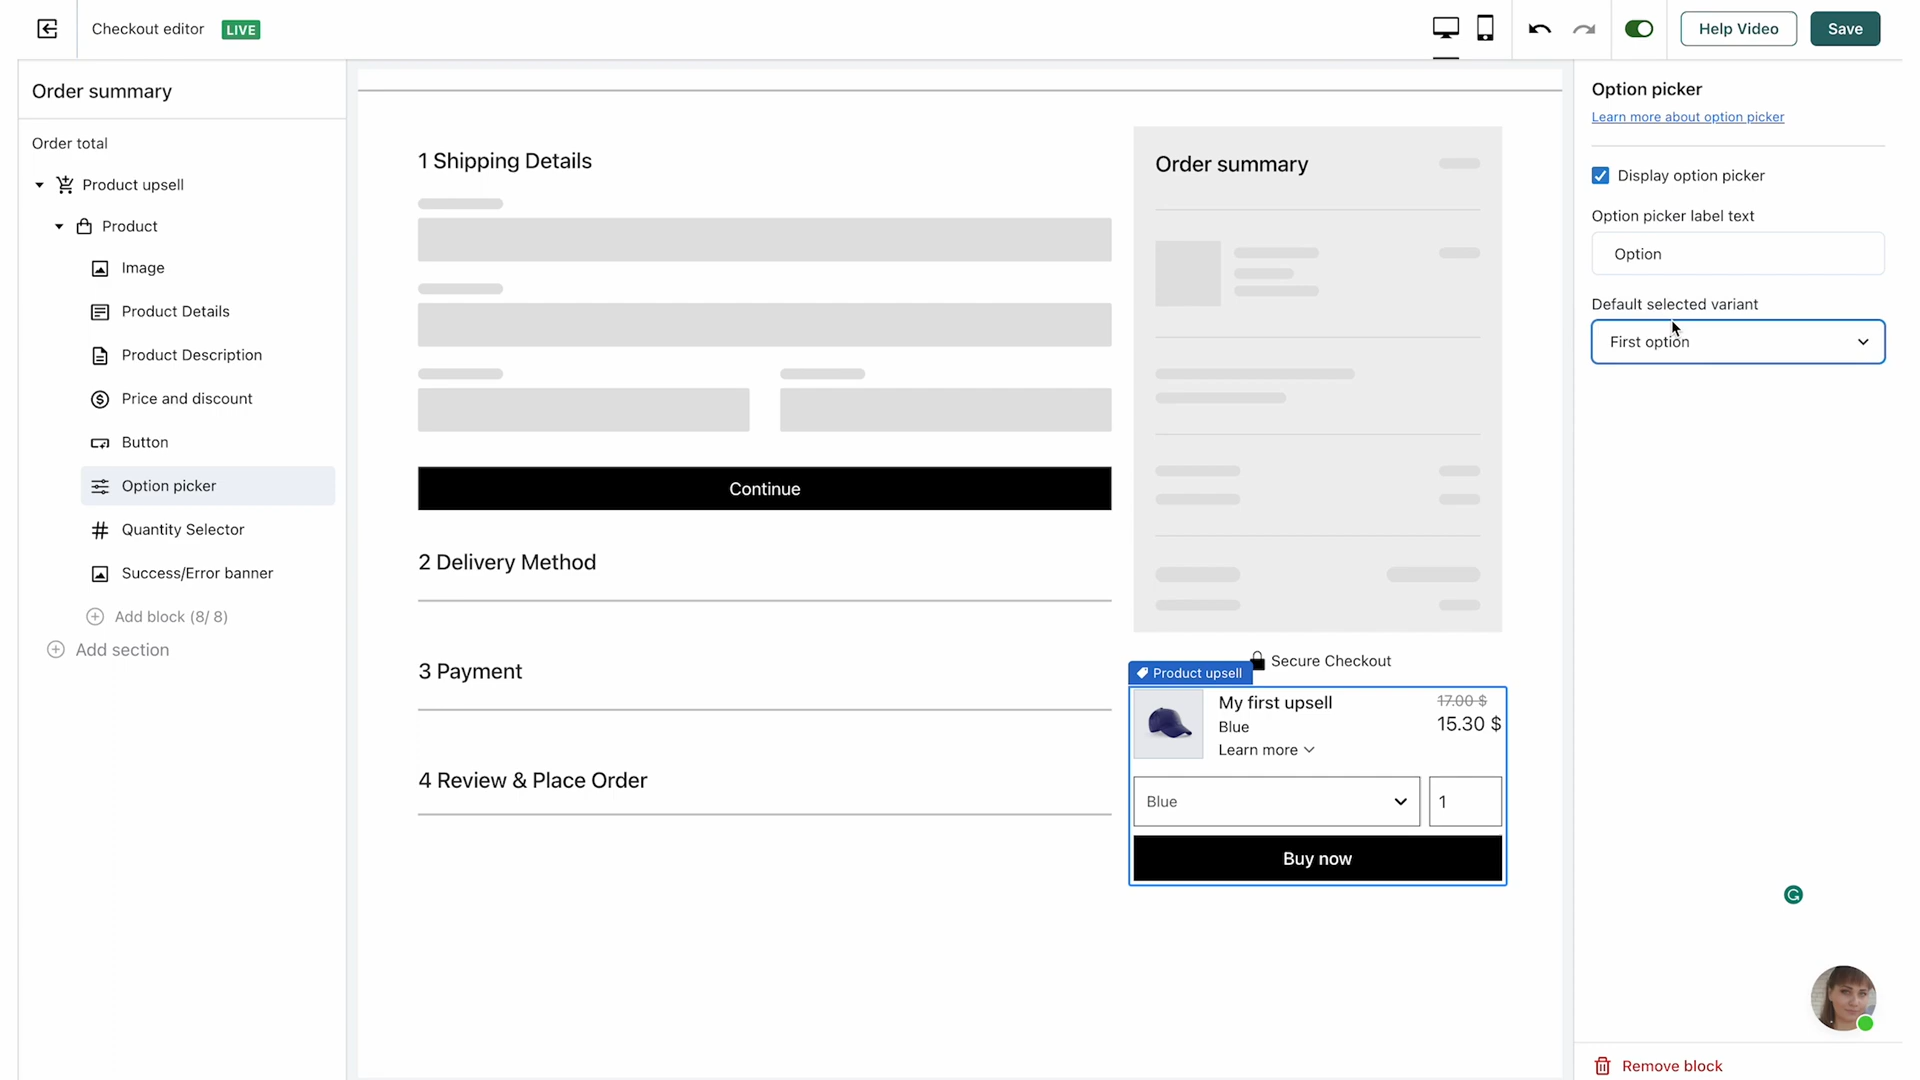 Checkout editor
LIVE
Help Video
Save
Order summary
Order total
Product upsell
Product
Image
Product Details
Product Description
Price and discount
Button
Option picker
Quantity Selector
Success/Error banner
Add block (8/ 8)
Add section
1 Shipping Details
Continue
2 Delivery Method
3 Payment
4 Review & Place Order
Order summary
Secure Checkout
Product upsell
My first upsell
17.00 $
Blue
15.30 $
Learn more
Blue
1
Buy now
Option picker
Learn more about option picker
Display option picker
Option picker label text
Option
Default selected variant
First option
Remove block